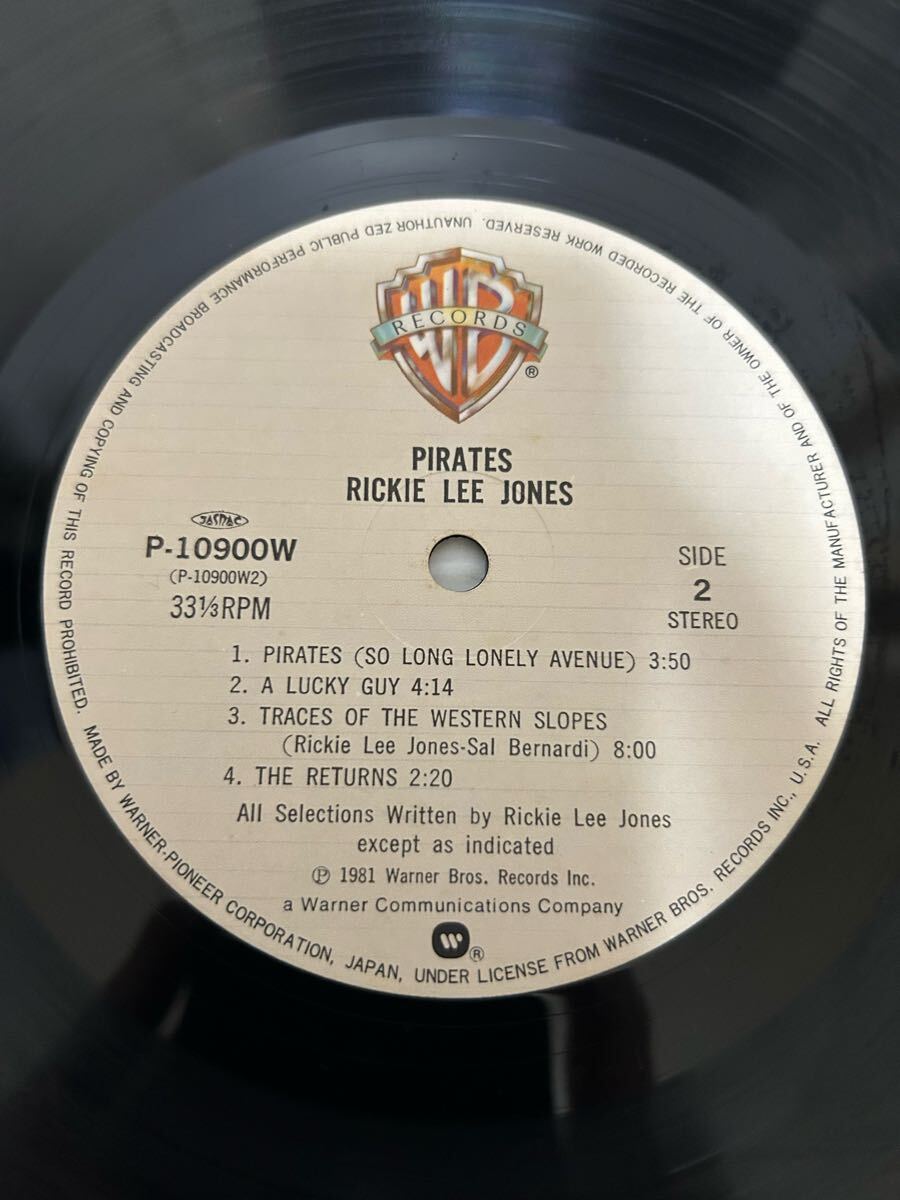 WB
RECORDS
®
PIRATES
RICKIE LEE JONES
JASRAC
P-10900W
(P-10900W2)
33⅓RPM
SIDE
2
STEREO
1. PIRATES (SO LONG LONELY AVENUE) 3:50
2. A LUCKY GUY 4:14
3. TRACES OF THE WESTERN SLOPES
(Rickie Lee Jones-Sal Bernardi) 8:00
4. THE RETURNS 2:20
All Selections Written by Rickie Lee Jones
except as indicated
℗ 1981 Warner Bros. Records Inc.
a Warner Communications Company
W®
MADE BY WARNER-PIONEER CORPORATION, JAPAN, UNDER LICENSE FROM WARNER BROS. RECORDS INC., U.S.A. ALL RIGHTS OF THE MANUFACTURER AND OF THE OWNER OF THE RECORDED WORK RESERVED. UNAUTHOR ZED PUBLIC PERFORMANCE BROADCASTING AND COPYING OF THIS RECORD PROHIBITED.